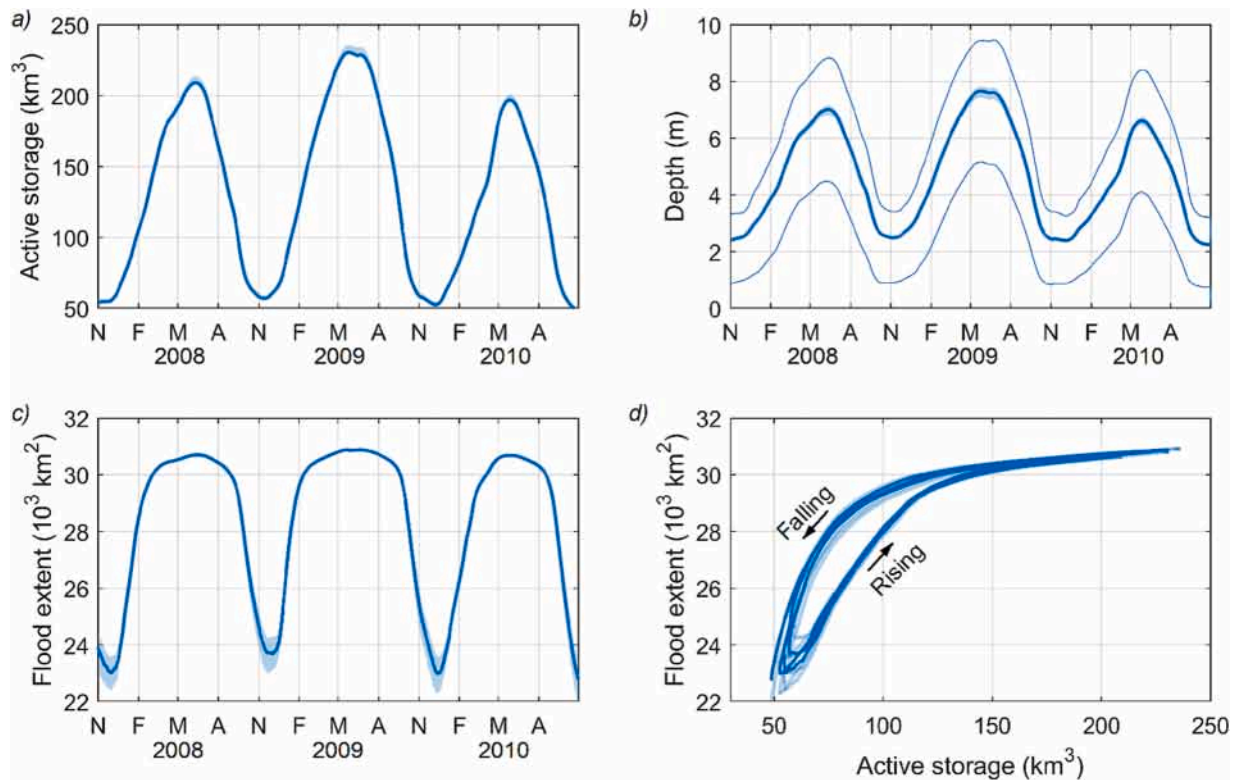 a)
Active storage (km³)
250
200
150
100
50
N F M A N F M A N F M A
2008 2009 2010
b)
Depth (m)
10
8
6
4
2
0
N F M A N F M A N F M A
2008 2009 2010
c)
Flood extent (10³ km²)
32
30
28
26
24
22
N F M A N F M A N F M A
2008 2009 2010
d)
Flood extent (10³ km²)
32
30
28
26
24
22
Falling
Rising
50 100 150 200 250
Active storage (km³)